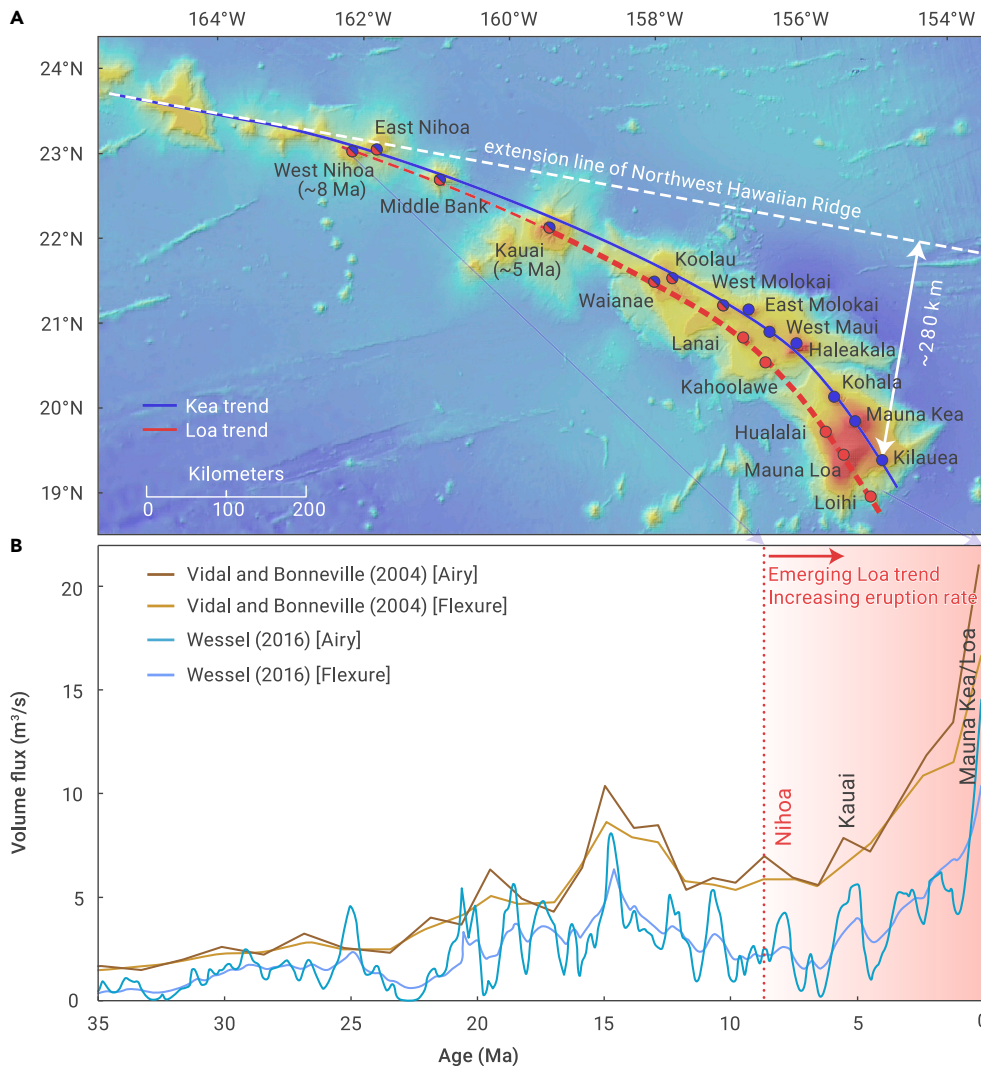 A
164°W
162°W
160°W
158°W
156°W
154°W
24°N
23°N
22°N
21°N
20°N
19°N
East Nihoa
extension line of Northwest Hawaiian Ridge
West Nihoa
(~8 Ma)
Middle Bank
Kauai
(~5 Ma)
Koolau
West Molokai
Waianae
East Molokai
West Maui
Lanai
Haleakala
~280 km
Kahoolawe
Kohala
Kea trend
Mauna Kea
Loa trend
Hualalai
Kilauea
Kilometers
Mauna Loa
0 100 200
Loihi
B
Vidal and Bonneville (2004) [Airy]
Vidal and Bonneville (2004) [Flexure]
Wessel (2016) [Airy]
Wessel (2016) [Flexure]
Emerging Loa trend
Increasing eruption rate
Nihoa
Kauai
Mauna Kea/Loa
Volume flux (m³/s)
20
15
10
5
0
35 30 25 20 15 10 5 0
Age (Ma)